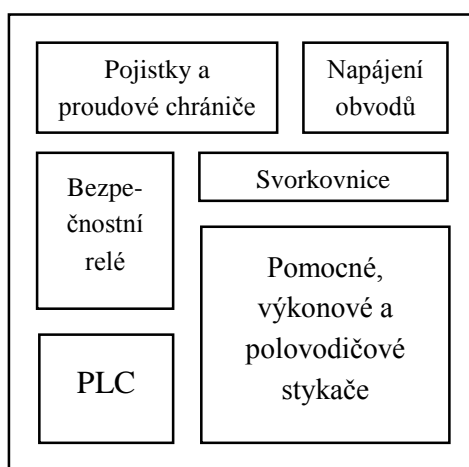 Pojistky a
proudové chrániče
Napájení
obvodů
Bezpe-
čnostní
relé
Svorkovnice
Pomocné,
výkonové a
polovodičové
stykače
PLC